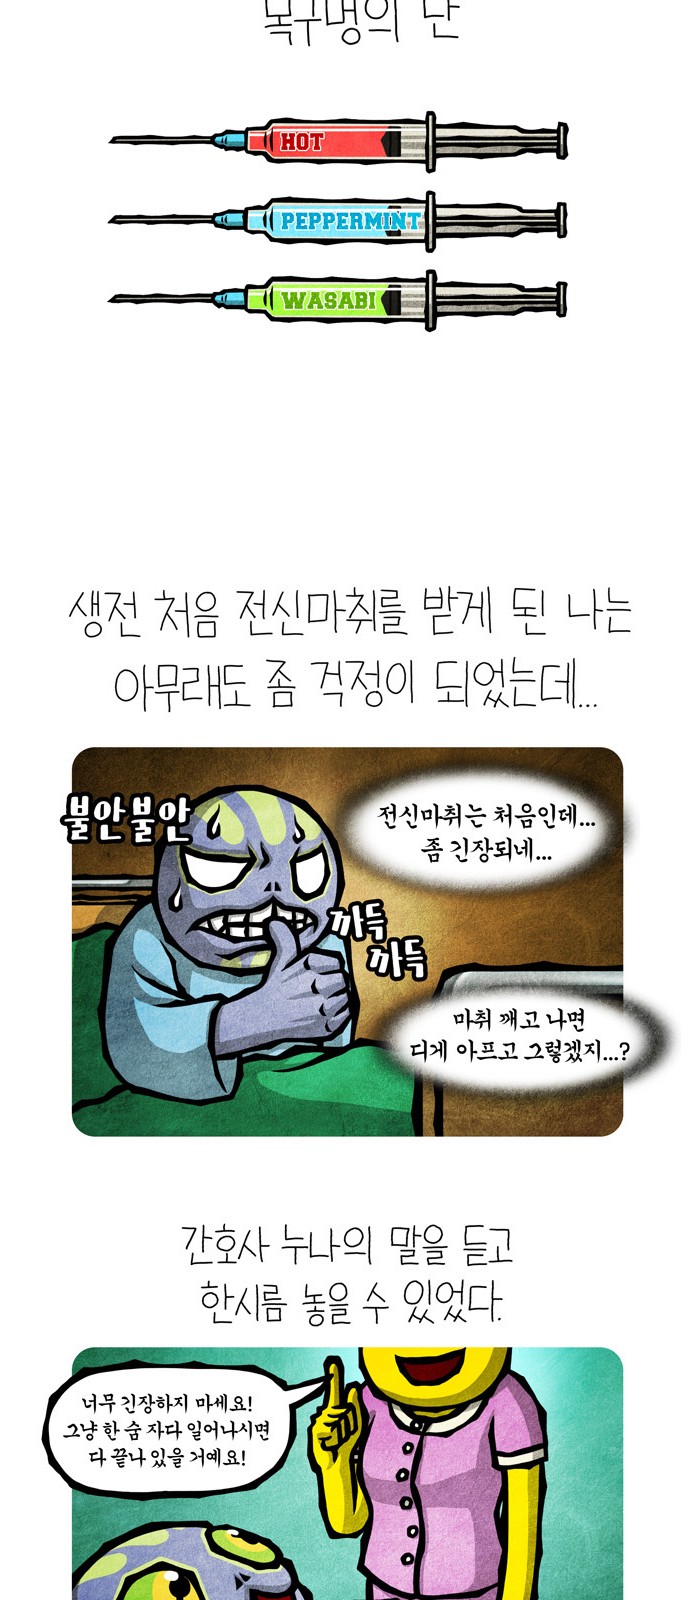 목구멍의 난
HOT
PEPPERMINT
WASABI
생전 처음 전신마취를 받게 된 나는
아무래도 좀 걱정이 되었는데...
불안불안
전신마취는 처음인데...
좀 긴장되네...
까득
까득
마취 깨고 나면
디게 아프고 그렇겠지...?
간호사 누나의 말을 듣고
한시름 놓을 수 있었다.
너무 긴장하지 마세요!
그냥 한 숨 자다 일어나시면
다 끝나 있을 거예요!